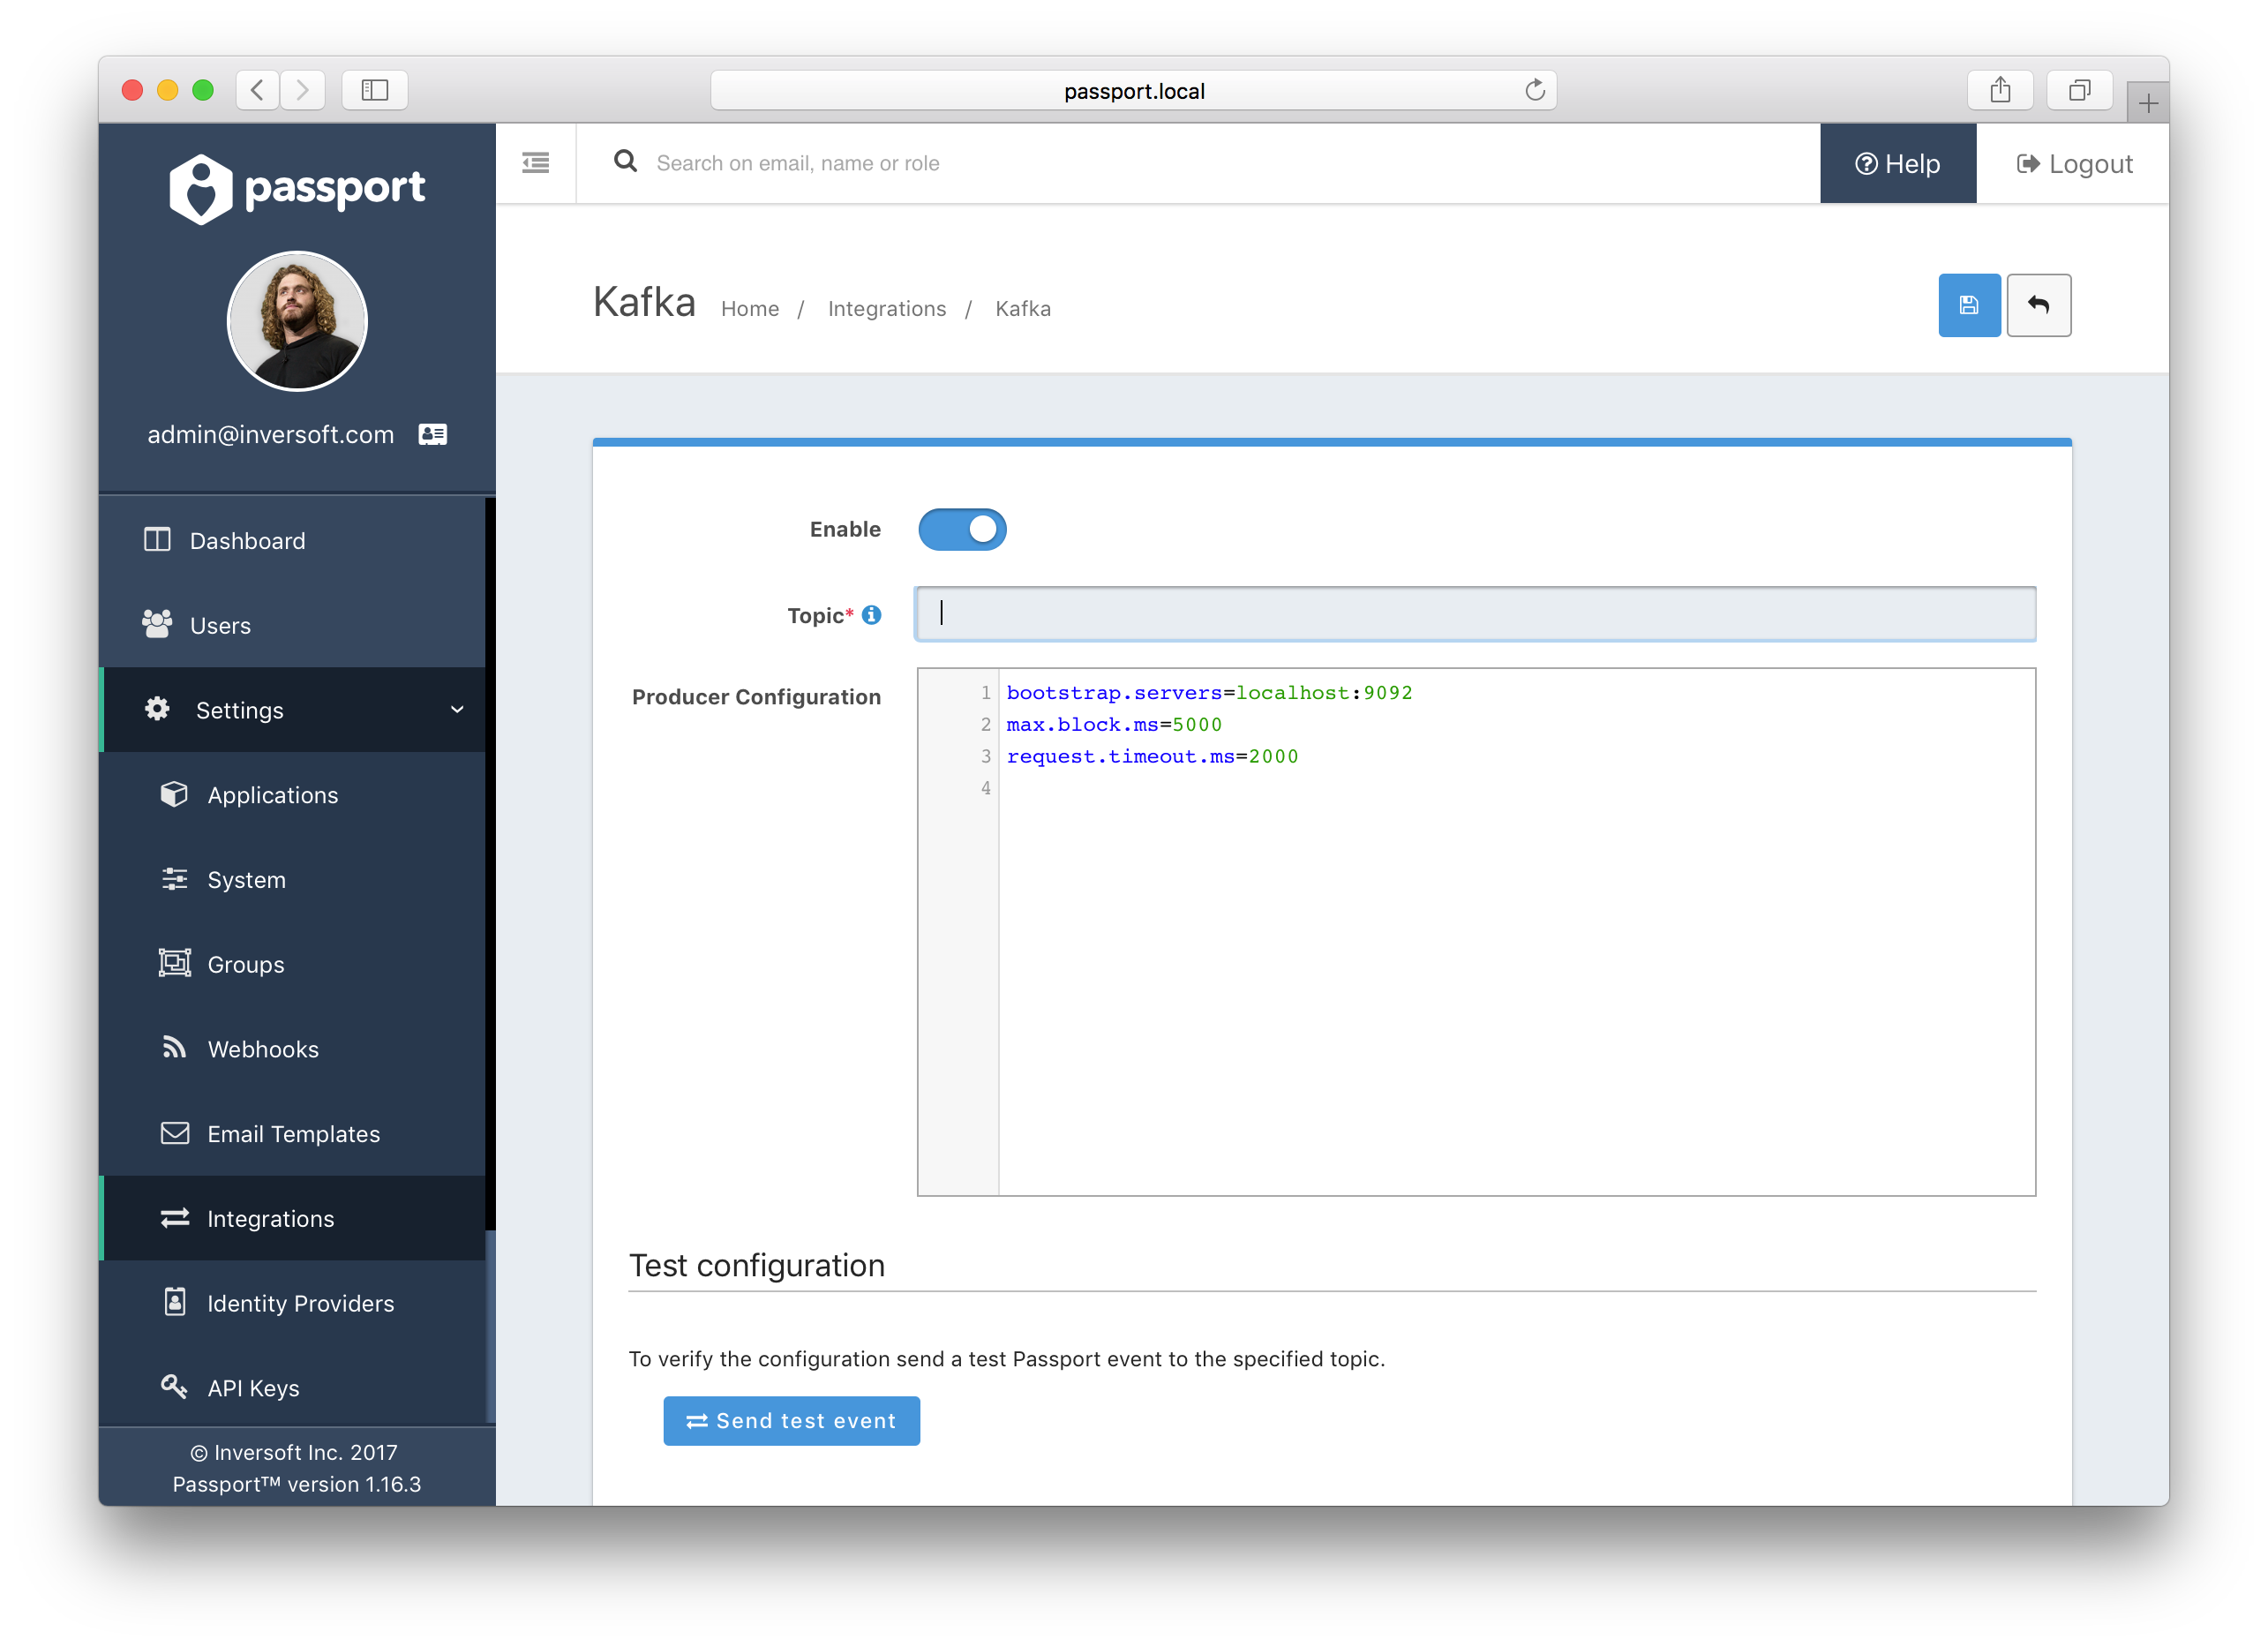 passport.local
passport
Search on email, name or role
Help
Logout
admin@inversoft.com
Kafka
Home / Integrations / Kafka
Dashboard
Users
Settings
Applications
System
Groups
Webhooks
Email Templates
Integrations
Identity Providers
API Keys
© Inversoft Inc. 2017
Passport™ version 1.16.3
Enable
Topic*
Producer Configuration
1 bootstrap.servers=localhost:9092
2 max.block.ms=5000
3 request.timeout.ms=2000
4
Test configuration
To verify the configuration send a test Passport event to the specified topic.
Send test event